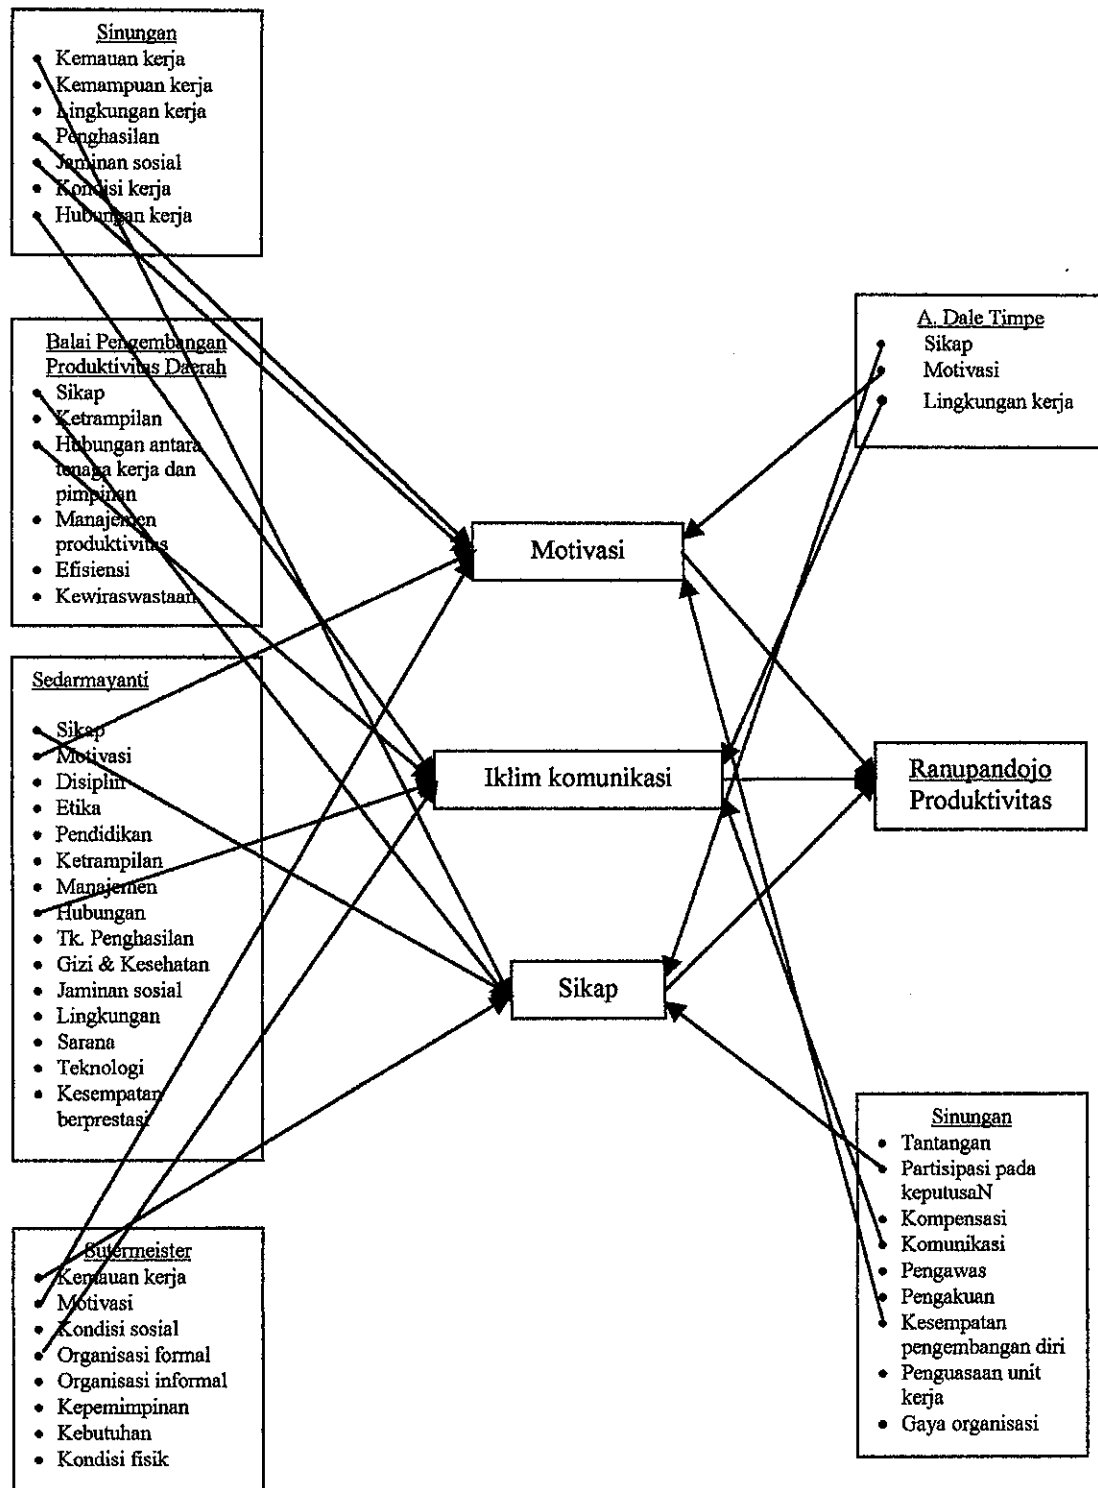 Sinungan
• Kemauan kerja
• Kemampuan kerja
• Lingkungan kerja
• Penghasilan
• Jaminan sosial
• Kondisi kerja
• Hubungan kerja
Balai Pengembangan
Produktivitas Daerah
• Sikap
• Ketrampilan
• Hubungan antara
tenaga kerja dan
pimpinan
• Manajemen
produktivitas
• Efisiensi
• Kewiraswastaan
Sedarmayanti
• Sikap
• Motivasi
• Disiplin
• Etika
• Pendidikan
• Ketrampilan
• Manajemen
• Hubungan
• Tk. Penghasilan
• Gizi & Kesehatan
• Jaminan sosial
• Lingkungan
• Sarana
• Teknologi
• Kesempatan
berprestasi
Sutermeister
• Kemauan kerja
• Motivasi
• Kondisi sosial
• Organisasi formal
• Organisasi informal
• Kepemimpinan
• Kebutuhan
• Kondisi fisik
Motivasi
Iklim komunikasi
Sikap
A. Dale Timpe
• Sikap
• Motivasi
• Lingkungan kerja
Ranupandojo
Produktivitas
Sinungan
• Tantangan
• Partisipasi pada
keputusaN
• Kompensasi
• Komunikasi
• Pengawas
• Pengakuan
• Kesempatan
pengembangan diri
• Penguasaan unit
kerja
• Gaya organisasi